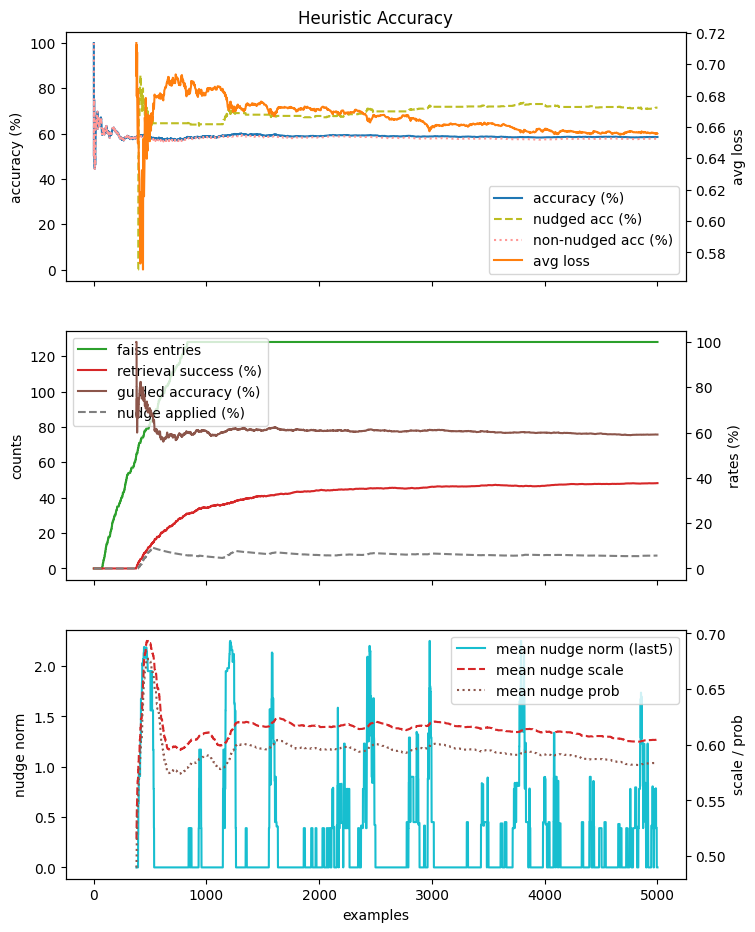 Heuristic Accuracy
100
80
60
40
20
0
accuracy (%)
0.72
0.70
0.68
0.66
0.64
0.62
0.60
0.58
avg loss
accuracy (%)
nudged acc (%)
non-nudged acc (%)
avg loss
120
100
80
60
40
20
0
counts
100
80
60
40
20
0
rates (%)
faiss entries
retrieval success (%)
guided accuracy (%)
nudge applied (%)
2.0
1.5
1.0
0.5
0.0
nudge norm
0.70
0.65
0.60
0.55
0.50
scale / prob
mean nudge norm (last5)
mean nudge scale
mean nudge prob
0
1000
2000
3000
4000
5000
examples